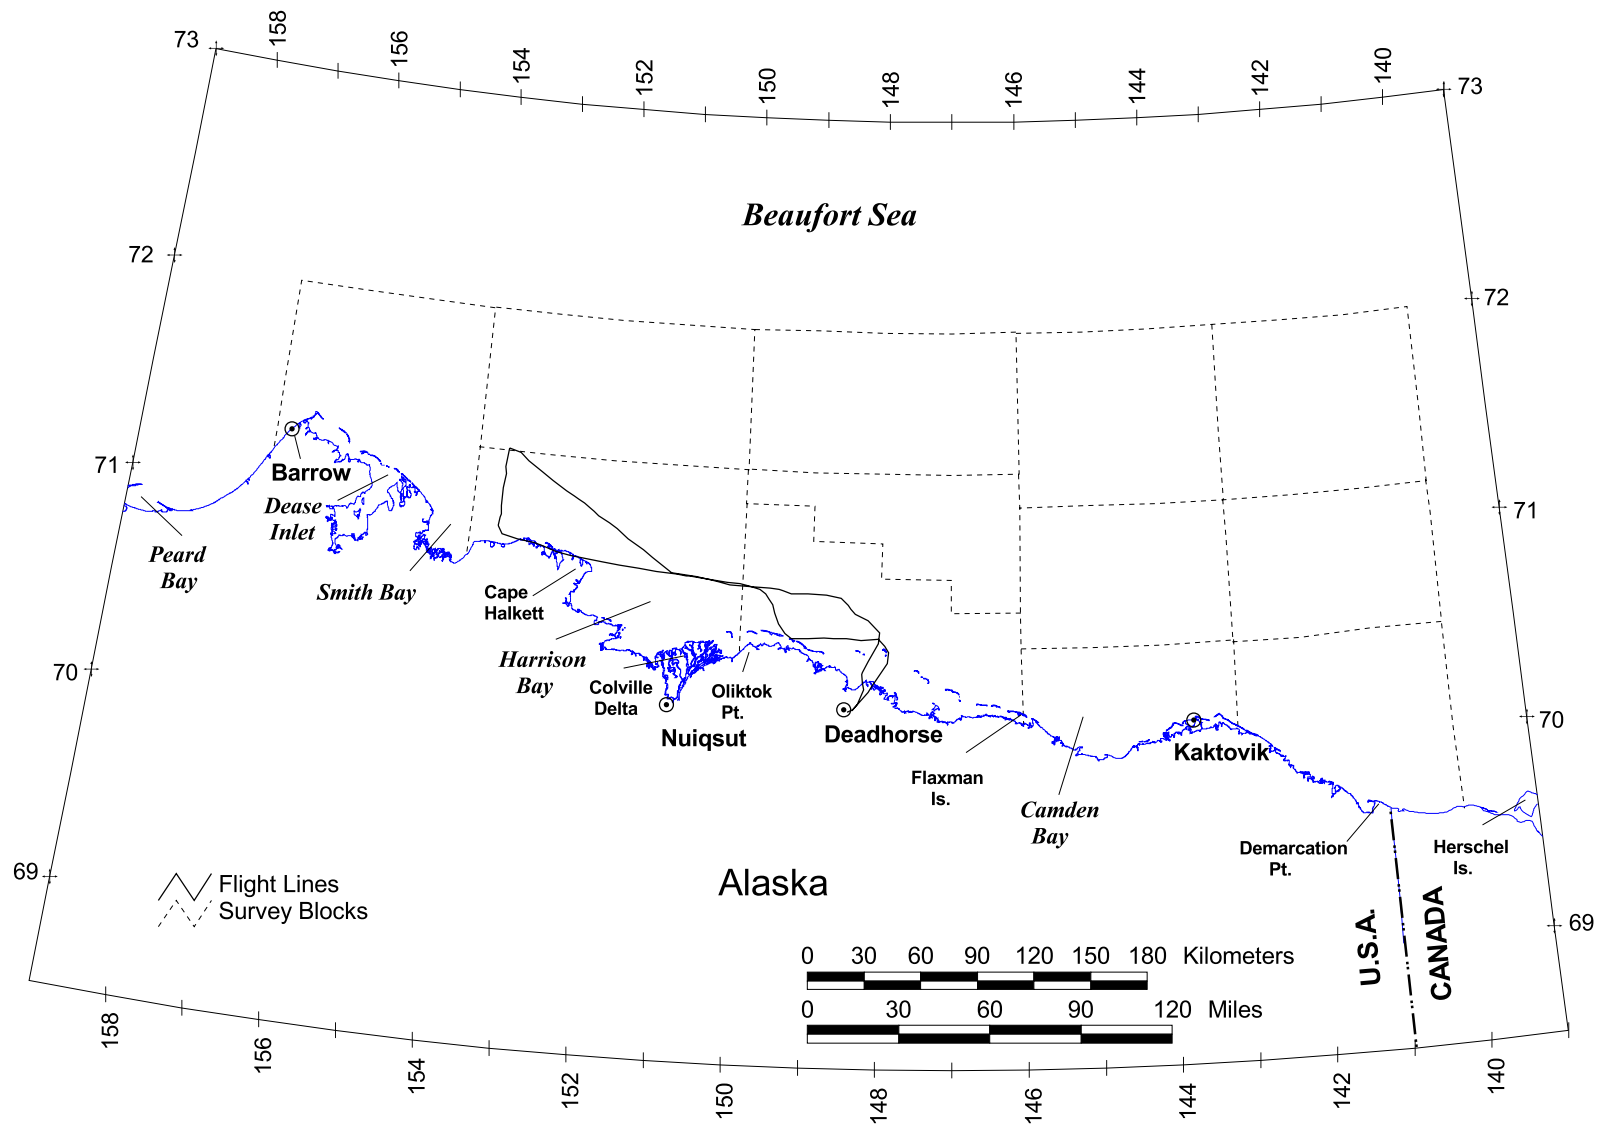 158
156
154
152
150
148
146
144
142
140
73
73
Beaufort Sea
72
72
71
71
Barrow
Dease
Inlet
Peard
Bay
Smith Bay
Cape
Halkett
Harrison
Bay
Colville
Delta
Oliktok
Pt.
Nuiqsut
Deadhorse
Kaktovik
70
70
Flaxman
Is.
Camden
Bay
Demarcation
Pt.
Herschel
Is.
69
69
Alaska
Flight Lines
Survey Blocks
U.S.A.
CANADA
0 30 60 90 120 150 180 Kilometers
0 30 60 90 120 Miles
158
156
154
152
150
148
146
144
142
140